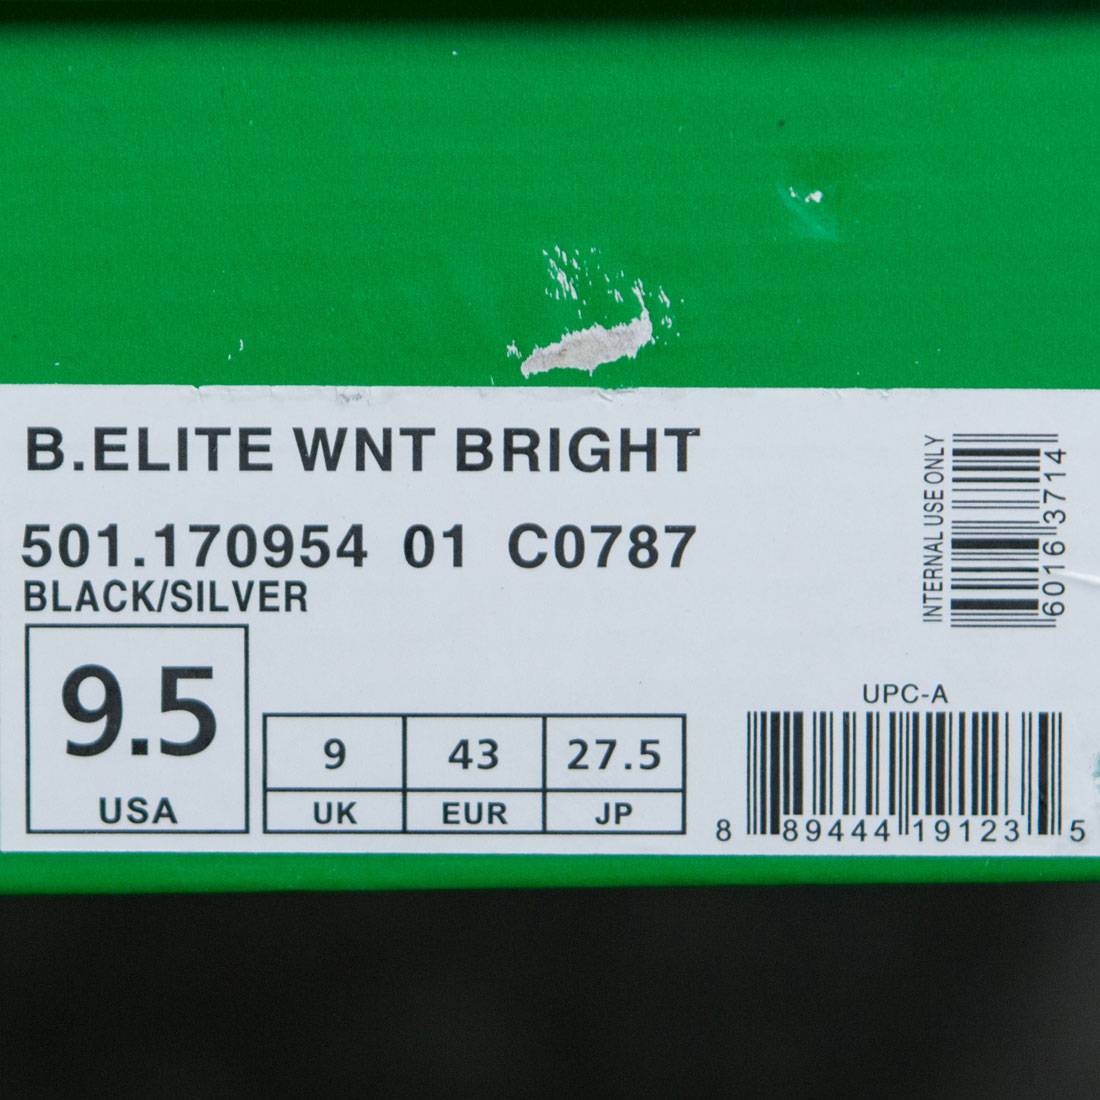 B.ELITE WNT BRIGHT
501.170954 01 C0787
BLACK/SILVER
9.5
USA
9 43 27.5
UK EUR JP
INTERNAL USE ONLY
6016 3714
UPC-A
8 89444 19123 5